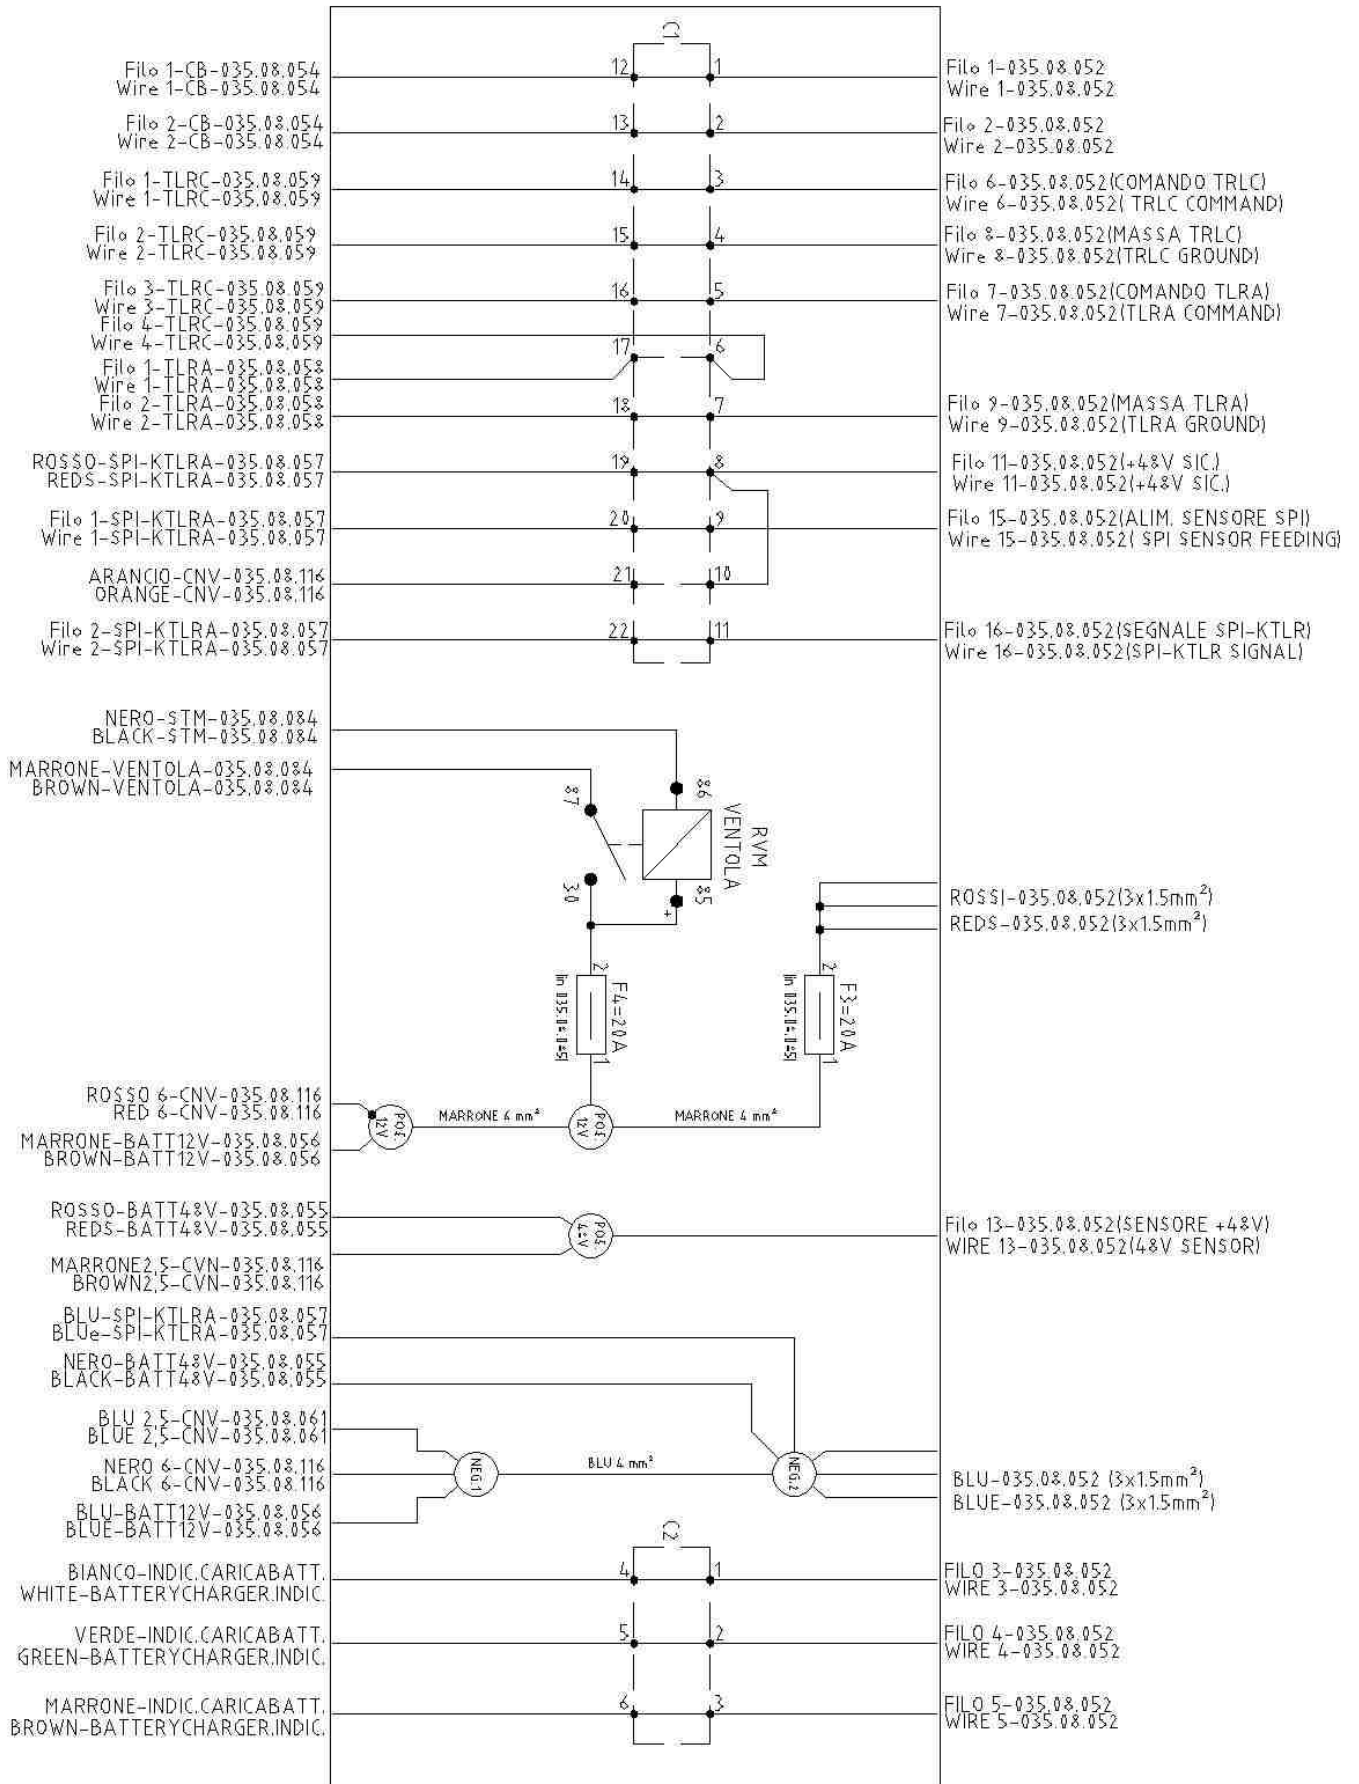 C1
Filo 1-CB-035.08.054
Wire 1-CB-035.08.054
12
1
Filo 1-035.08.052
Wire 1-035.08.052
Filo 2-CB-035.08.054
Wire 2-CB-035.08.054
13
2
Filo 2-035.08.052
Wire 2-035.08.052
Filo 1-TLRC-035.08.059
Wire 1-TLRC-035.08.059
14
3
Filo 6-035.08.052(COMANDO TRLC)
Wire 6-035.08.052( TRLC COMMAND)
Filo 2-TLRC-035.08.059
Wire 2-TLRC-035.08.059
15
4
Filo 8-035.08.052(MASSA TRLC)
Wire 8-035.08.052(TRLC GROUND)
Filo 3-TLRC-035.08.059
Wire 3-TLRC-035.08.059
16
5
Filo 7-035.08.052(COMANDO TLRA)
Wire 7-035.08.052(TLRA COMMAND)
Filo 4-TLRC-035.08.059
Wire 4-TLRC-035.08.059
17
6
Filo 1-TLRA-035.08.058
Wire 1-TLRA-035.08.058
Filo 2-TLRA-035.08.058
Wire 2-TLRA-035.08.058
18
7
Filo 9-035.08.052(MASSA TLRA)
Wire 9-035.08.052(TLRA GROUND)
ROSSO-SPI-KTLRA-035.08.057
REDS-SPI-KTLRA-035.08.057
19
8
Filo 11-035.08.052(+48V SIC.)
Wire 11-035.08.052(+48V SIC.)
Filo 1-SPI-KTLRA-035.08.057
Wire 1-SPI-KTLRA-035.08.057
20
9
Filo 15-035.08.052(ALIM. SENSORE SPI)
Wire 15-035.08.052( SPI SENSOR FEEDING)
ARANCIO-CNV-035.08.116
ORANGE-CNV-035.08.116
21
10
Filo 2-SPI-KTLRA-035.08.057
Wire 2-SPI-KTLRA-035.08.057
22
11
Filo 16-035.08.052(SEGNALE SPI-KTLR)
Wire 16-035.08.052(SPI-KTLR SIGNAL)
NERO-STM-035.08.084
BLACK-STM-035.08.084
MARRONE-VENTOLA-035.08.084
BROWN-VENTOLA-035.08.084
87
86
RVM
VENTOLA
30
85
+
ROSSI-035.08.052(3x1.5mm²)
REDS-035.08.052(3x1.5mm²)
2
F4=20A
1
2
F3=20A
1
ROSSO 6-CNV-035.08.116
RED 6-CNV-035.08.116
MARRONE-BATT12V-035.08.056
BROWN-BATT12V-035.08.056
POS.
12V
MARRONE 4 mm²
POS.
12V
MARRONE 4 mm²
ROSSO-BATT48V-035.08.055
REDS-BATT48V-035.08.055
MARRONE2,5-CVN-035.08.116
BROWN2,5-CVN-035.08.116
POS.
48V
Filo 13-035.08.052(SENSORE +48V)
WIRE 13-035.08.052(48V SENSOR)
BLU-SPI-KTLRA-035.08.057
BLUe-SPI-KTLRA-035.08.057
NERO-BATT48V-035.08.055
BLACK-BATT48V-035.08.055
BLU 2,5-CNV-035.08.061
BLUE 2,5-CNV-035.08.061
NERO 6-CNV-035.08.116
BLACK 6-CNV-035.08.116
BLU-BATT12V-035.08.056
BLUE-BATT12V-035.08.056
NEG.1
BLU 4 mm²
NEG.2
BLU-035.08.052 (3x1.5mm²)
BLUE-035.08.052 (3x1.5mm²)
C2
BIANCO-INDIC.CARICABATT.
WHITE-BATTERYCHARGER.INDIC.
4
1
FILO 3-035.08.052
WIRE 3-035.08.052
VERDE-INDIC.CARICABATT.
GREEN-BATTERYCHARGER.INDIC.
5
2
FILO 4-035.08.052
WIRE 4-035.08.052
MARRONE-INDIC.CARICABATT.
BROWN-BATTERYCHARGER.INDIC.
6
3
FILO 5-035.08.052
WIRE 5-035.08.052